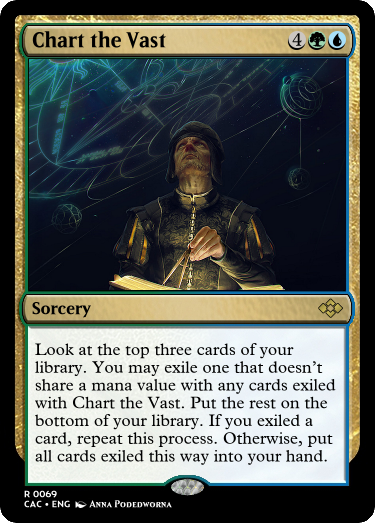 Chart the Vast 4
Sorcery
Look at the top three cards of your
library. You may exile one that doesn't
share a mana value with any cards exiled
with Chart the Vast. Put the rest on the
bottom of your library. If you exiled a
card, repeat this process. Otherwise, put
all cards exiled this way into your hand.
R 0069
CAC • ENG Anna Podedworna